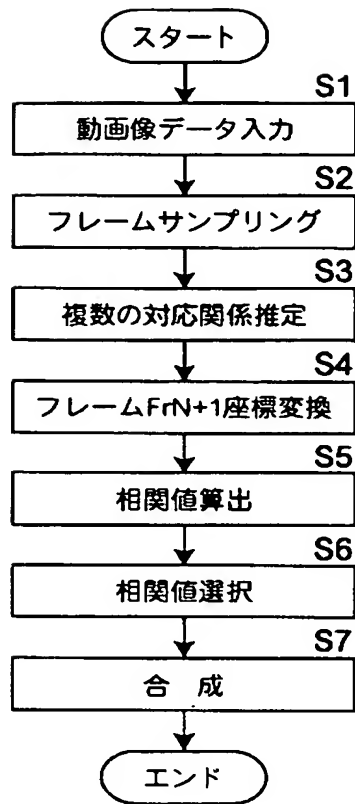 スタート
S1
動画像データ入力
S2
フレームサンプリング
S3
複数の対応関係推定
S4
フレームFrN+1座標変換
S5
相関値算出
S6
相関値選択
S7
合 成
エンド